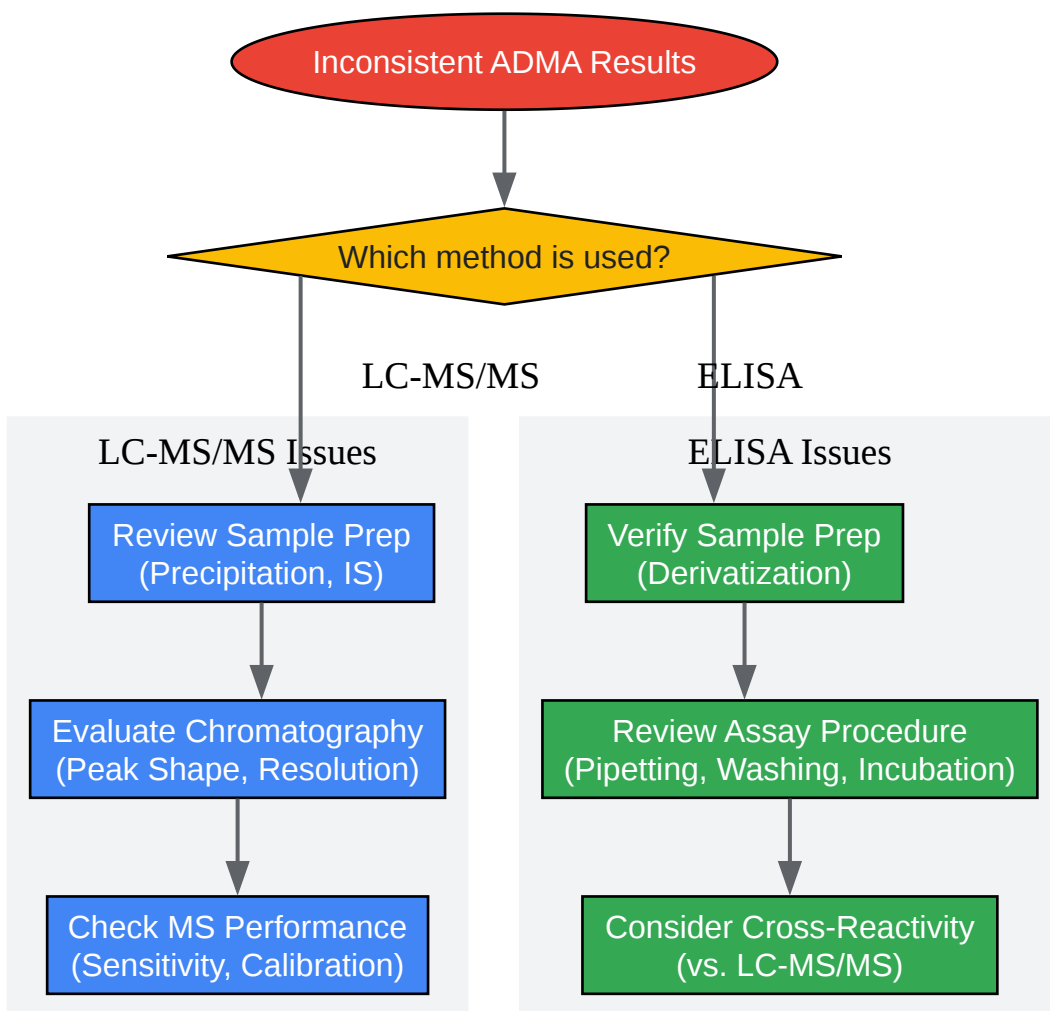 Inconsistent ADMA Results
Which method is used?
LC-MS/MS
ELISA
LC-MS/MS Issues
Review Sample Prep
(Precipitation, IS)
Evaluate Chromatography
(Peak Shape, Resolution)
Check MS Performance
(Sensitivity, Calibration)
ELISA Issues
Verify Sample Prep
(Derivatization)
Review Assay Procedure
(Pipetting, Washing, Incubation)
Consider Cross-Reactivity
(vs. LC-MS/MS)